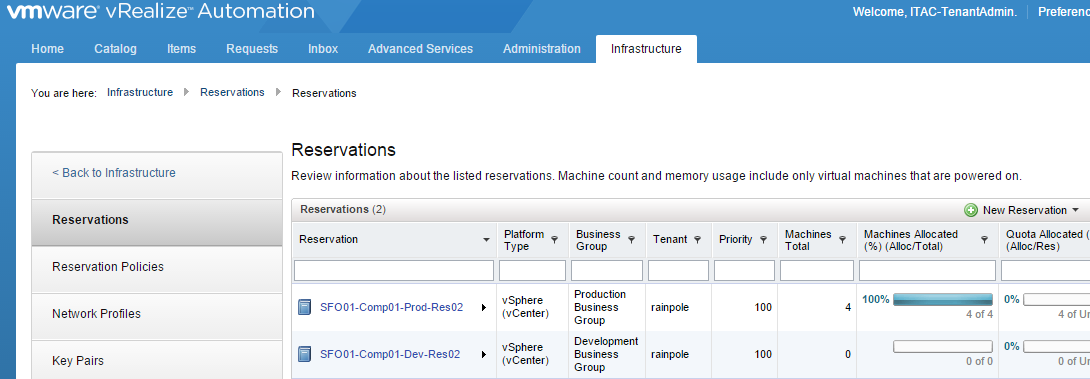 vmware vRealize™ Automation
Welcome, ITAC-TenantAdmin.
Preferenc
Home
Catalog
Items
Requests
Inbox
Advanced Services
Administration
Infrastructure
You are here:
Infrastructure
Reservations
Reservations
< Back to Infrastructure
Reservations
Reservation Policies
Network Profiles
Key Pairs
Reservations
Review information about the listed reservations. Machine count and memory usage include only virtual machines that are powered on.
Reservations (2)
New Reservation
Reservation
Platform
Type
Business
Group
Tenant
Priority
Machines
Total
Machines Allocated
(%) (Alloc/Total)
Quota Allocated (
(Alloc/Res)
SFO01-Comp01-Prod-Res02
vSphere
(vCenter)
Production
Business
Group
rainpole
100
4
100%
4 of 4
0%
4 of Un
SFO01-Comp01-Dev-Res02
vSphere
(vCenter)
Development
Business
Group
rainpole
100
0
0 of 0
0%
0 of Un